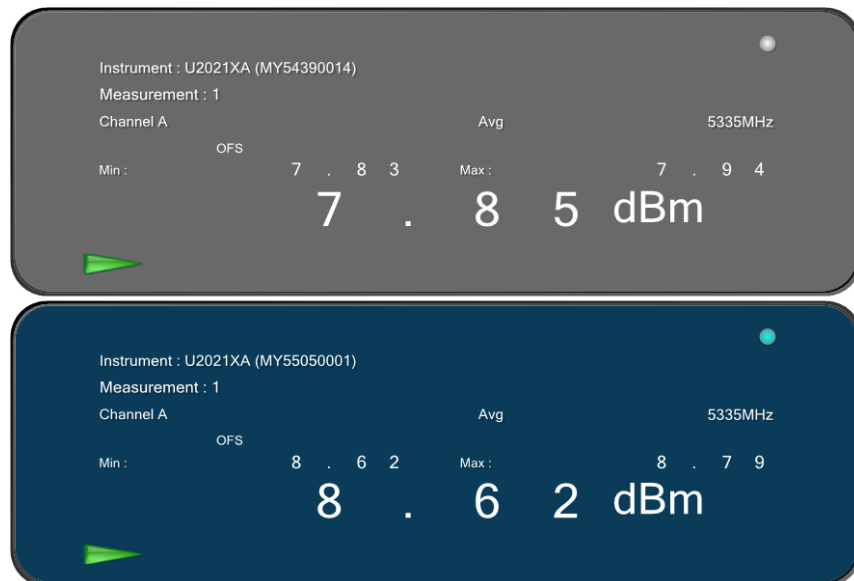 Instrument : U2021XA (MY54390014)
Measurement : 1
Channel A Avg 5335MHz
OFS
Min : 7 . 8 3 Max : 7 . 9 4
7 . 8 5 dBm
Instrument : U2021XA (MY55050001)
Measurement : 1
Channel A Avg 5335MHz
OFS
Min : 8 . 6 2 Max : 8 . 7 9
8 . 6 2 dBm